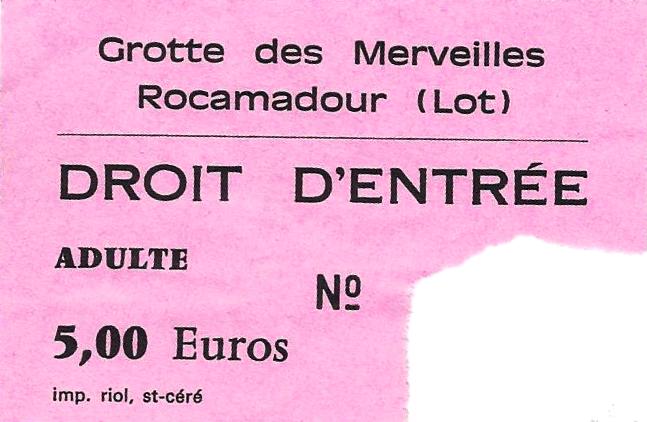 Grotte des Merveilles
Rocamadour (Lot)
DROIT D'ENTRÉE
ADULTE
Nº
5,00 Euros
imp. riol, st-céré